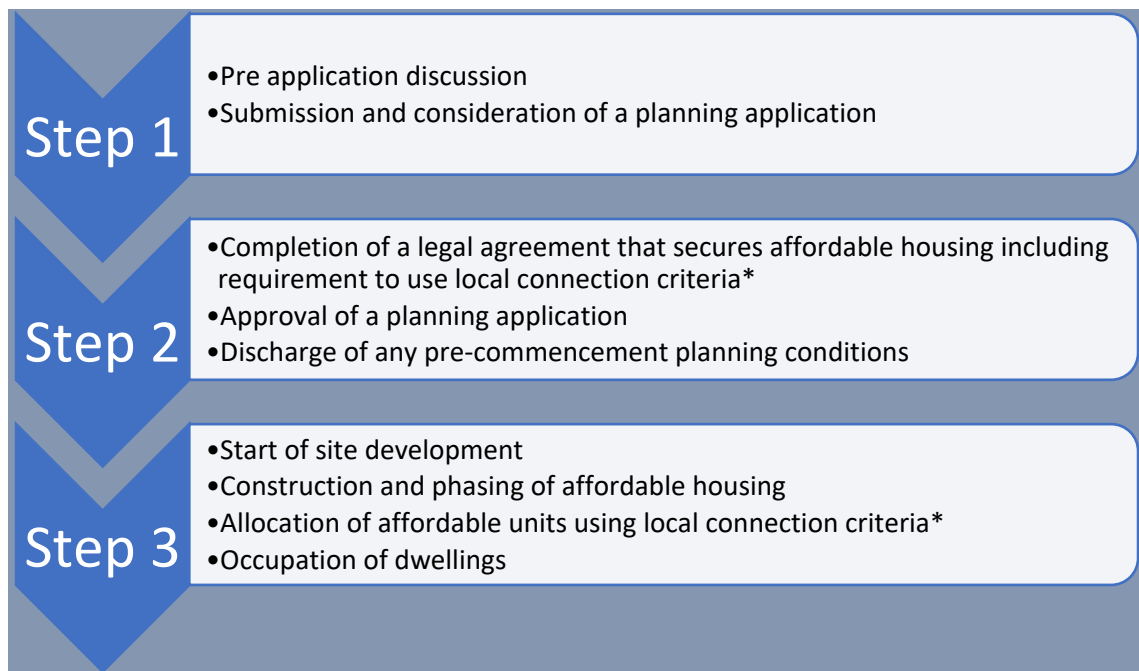 Step 1
•Pre application discussion
•Submission and consideration of a planning application
Step 2
•Completion of a legal agreement that secures affordable housing including
requirement to use local connection criteria*
•Approval of a planning application
•Discharge of any pre-commencement planning conditions
Step 3
•Start of site development
•Construction and phasing of affordable housing
•Allocation of affordable units using local connection criteria*
•Occupation of dwellings